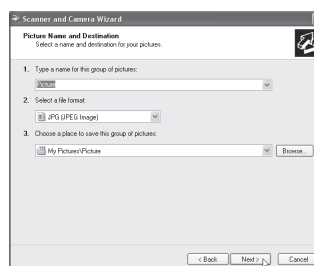 Scanner and Camera Wizard
Picture Name and Destination
Select a name and destination for your pictures.
1. Type a name for this group of pictures:
Picture
2. Select a file format:
JPG (JPEG Image)
3. Choose a place to save this group of pictures:
My Pictures\Picture
Browse...
< Back
Next >
Cancel